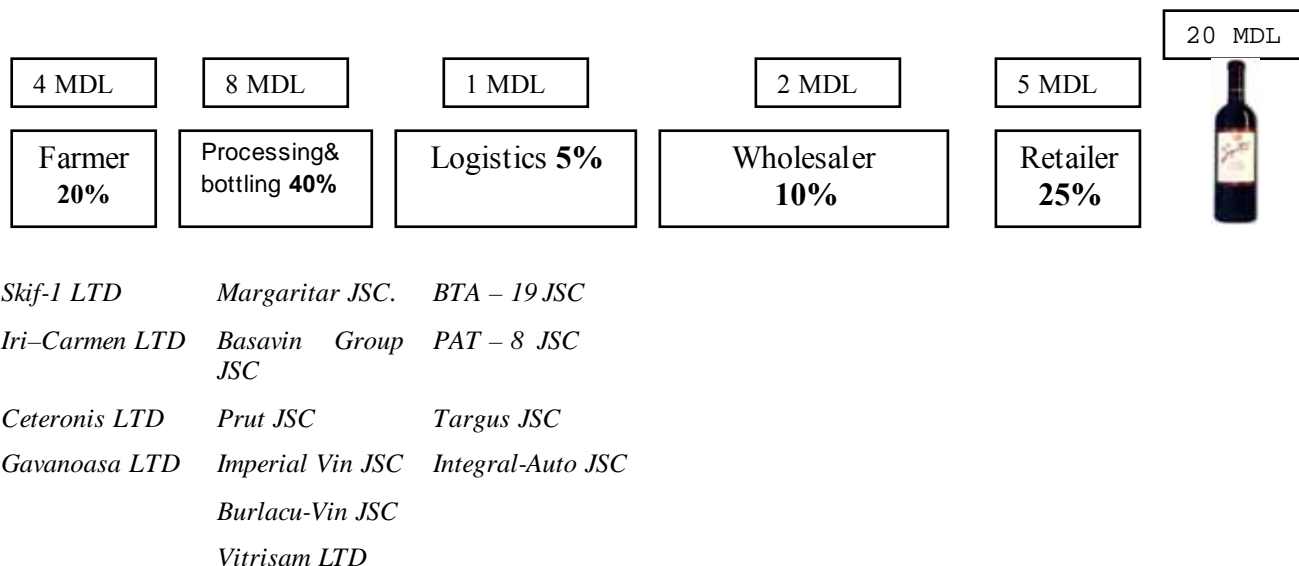 20 MDL
4 MDL 8 MDL 1 MDL 2 MDL 5 MDL
Farmer
20%
Processing&
bottling 40%
Logistics 5%
Wholesaler
10%
Retailer
25%
Skif-1 LTD Margaritar JSC. BTA – 19 JSC
Iri–Carmen LTD Basavin Group JSC PAT – 8 JSC
Ceteronis LTD Prut JSC Targus JSC
Gavanoasa LTD Imperial Vin JSC Integral-Auto JSC
Burlacu-Vin JSC
Vitrisam LTD